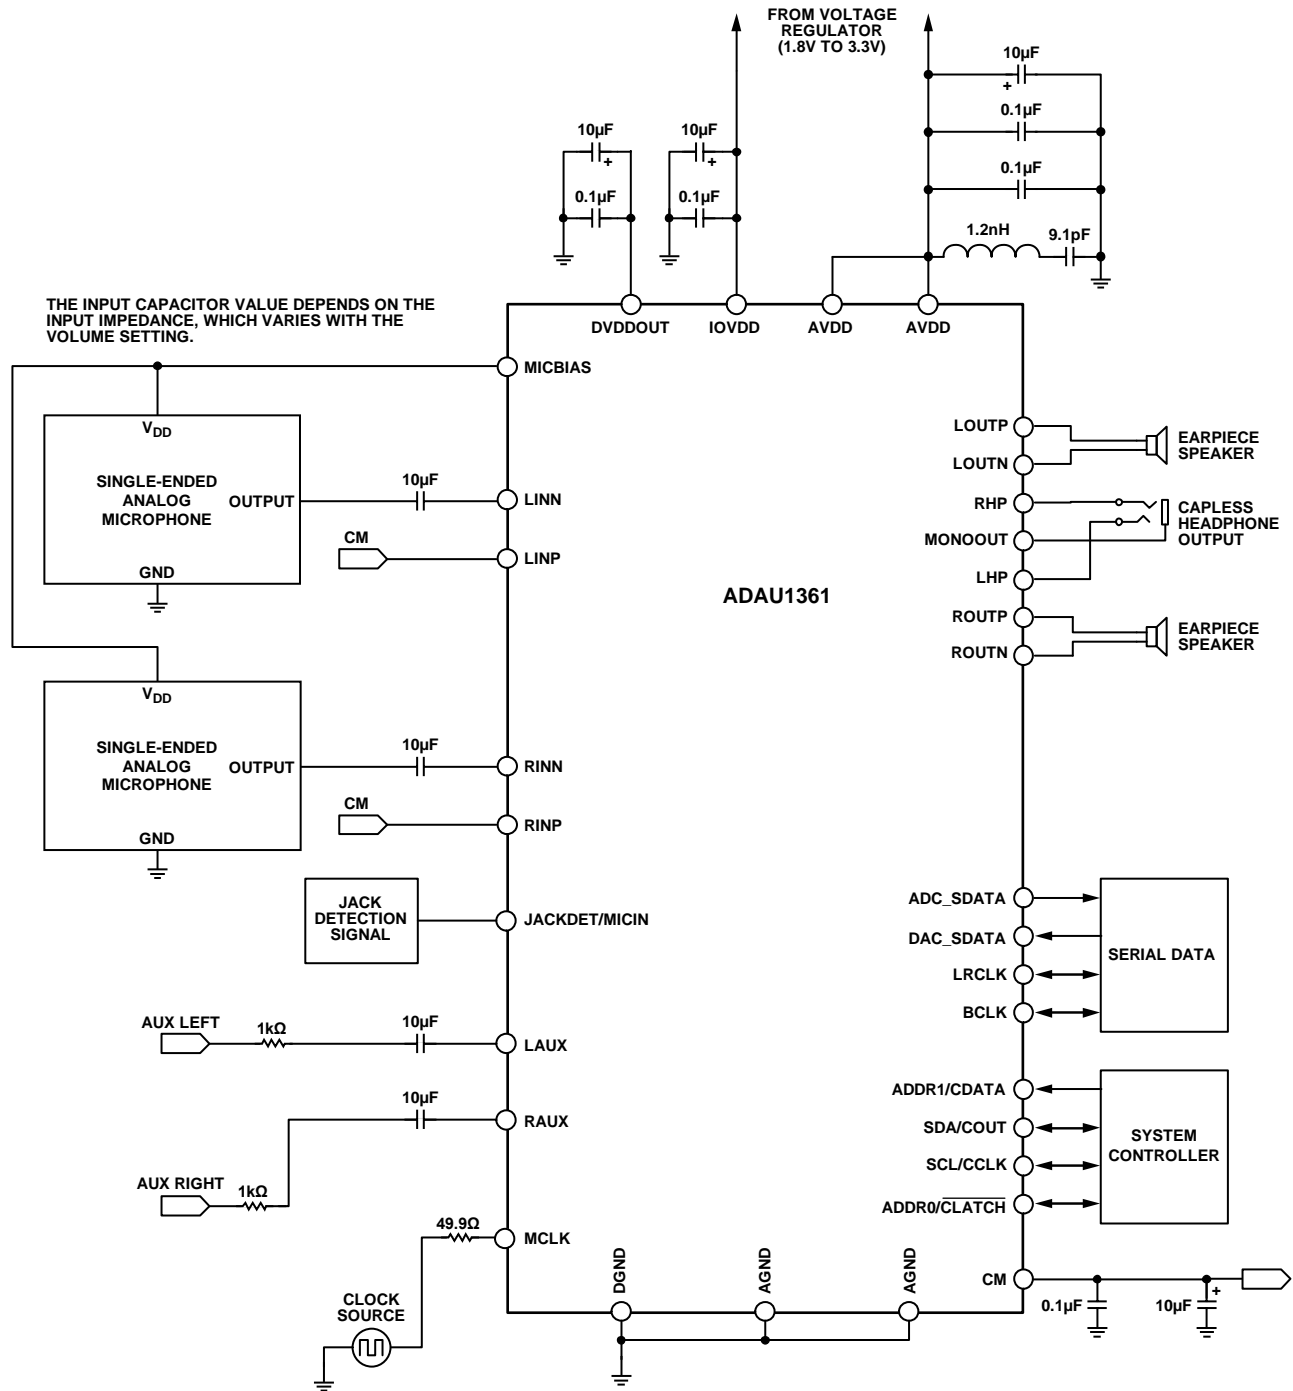 FROM VOLTAGE
REGULATOR
(1.8V TO 3.3V)
10µF
+
0.1µF
0.1µF
1.2nH
9.1pF
10µF
+
0.1µF
10µF
+
0.1µF
THE INPUT CAPACITOR VALUE DEPENDS ON THE
INPUT IMPEDANCE, WHICH VARIES WITH THE
VOLUME SETTING.
DVDDOUT
IOVDD
AVDD
AVDD
MICBIAS
VDD
SINGLE-ENDED
ANALOG
MICROPHONE
OUTPUT
GND
10µF
LINN
CM
LINP
VDD
SINGLE-ENDED
ANALOG
MICROPHONE
OUTPUT
GND
10µF
RINN
CM
RINP
JACK
DETECTION
SIGNAL
JACKDET/MICIN
AUX LEFT
1kΩ
10µF
LAUX
10µF
RAUX
AUX RIGHT
1kΩ
49.9Ω
MCLK
CLOCK
SOURCE
ADAU1361
LOUTP
LOUTN
EARPIECE
SPEAKER
RHP
MONOOUT
LHP
CAPLESS
HEADPHONE
OUTPUT
ROUTP
ROUTN
EARPIECE
SPEAKER
ADC_SDATA
DAC_SDATA
LRCLK
BCLK
SERIAL DATA
ADDR1/CDATA
SDA/COUT
SCL/CCLK
ADDR0/CLATCH
SYSTEM
CONTROLLER
DGND
AGND
AGND
CM
0.1µF
10µF
+